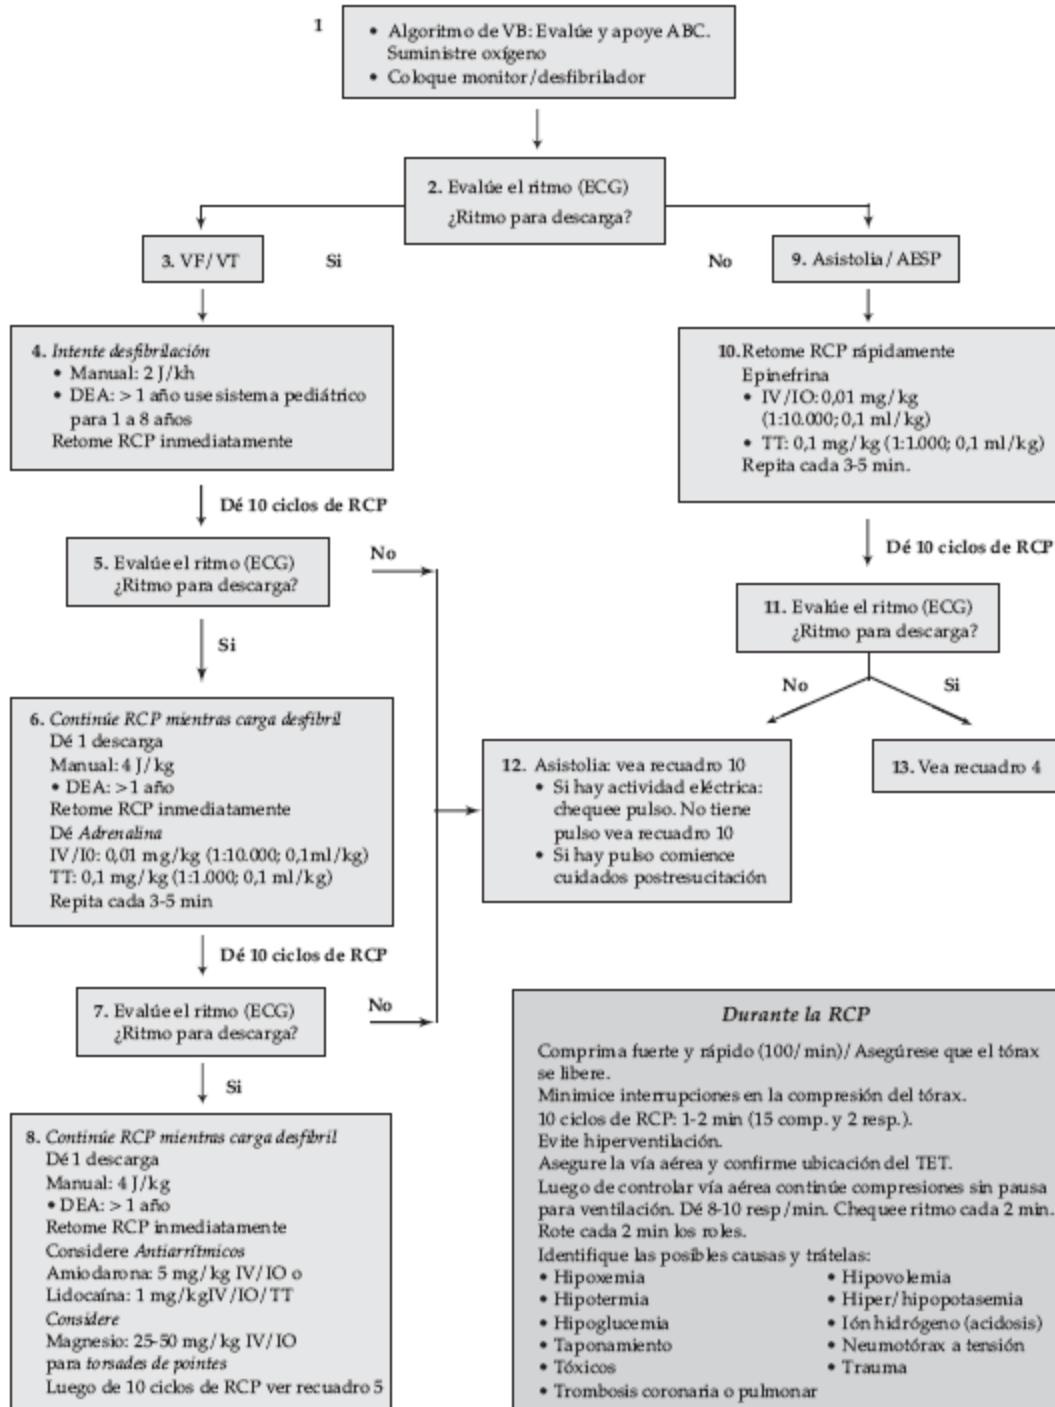 1
• Algoritmo de VB: Evalúe y apoye ABC.
Suministre oxígeno
• Coloque monitor/desfibrilador
2. Evalúe el ritmo (ECG)
¿Ritmo para descarga?
3. VF/VT
Si
No
9. Asistolia/AESP
4. Intente desfibrilación
• Manual: 2 J/kh
• DEA: > 1 año use sistema pediátrico
para 1 a 8 años
Retome RCP inmediatamente
10. Retome RCP rápidamente
Epinefrina
• IV/IO: 0,01 mg/kg
(1:10.000; 0,1 ml/kg)
• TT: 0,1 mg/kg (1:1.000; 0,1 ml/kg)
Repita cada 3-5 min.
Dé 10 ciclos de RCP
5. Evalúe el ritmo (ECG)
¿Ritmo para descarga?
No
Si
Dé 10 ciclos de RCP
11. Evalúe el ritmo (ECG)
¿Ritmo para descarga?
No
Si
6. Continúe RCP mientras carga desfibril
Dé 1 descarga
Manual: 4 J/kg
• DEA: >1 año
Retome RCP inmediatamente
Dé Adrenalina
IV/I0: 0,01 mg/kg (1:10.000; 0,1ml/kg)
TT: 0,1 mg/kg (1:1.000; 0,1 ml/kg)
Repita cada 3-5 min
12. Asistolia: vea recuadro 10
• Si hay actividad eléctrica:
chequee pulso. No tiene
pulso vea recuadro 10
• Si hay pulso comience
cuidados postresucitación
13. Vea recuadro 4
Dé 10 ciclos de RCP
7. Evalúe el ritmo (ECG)
¿Ritmo para descarga?
No
Si
8. Continúe RCP mientras carga desfibril
Dé 1 descarga
Manual: 4 J/kg
• DEA: > 1 año
Retome RCP inmediatamente
Considere Antiarrítmicos
Amiodarona: 5 mg/kg IV/IO o
Lidocaína: 1 mg/kgIV/IO/TT
Considere
Magnesio: 25-50 mg/kg IV/IO
para torsades de pointes
Luego de 10 ciclos de RCP ver recuadro 5
Durante la RCP
Comprima fuerte y rápido (100/min)/ Asegúrese que el tórax
se libere.
Minimice interrupciones en la compresión del tórax.
10 ciclos de RCP: 1-2 min (15 comp. y 2 resp.).
Evite hiperventilación.
Asegure la vía aérea y confirme ubicación del TET.
Luego de controlar vía aérea continúe compresiones sin pausa
para ventilación. Dé 8-10 resp/min. Chequee ritmo cada 2 min.
Rote cada 2 min los roles.
Identifique las posibles causas y trátelas:
• Hipoxemia
• Hipovolemia
• Hipotermia
• Hiper/hipopotasemia
• Hipoglucemia
• Ión hidrógeno (acidosis)
• Taponamiento
• Neumotórax a tensión
• Tóxicos
• Trauma
• Trombosis coronaria o pulmonar